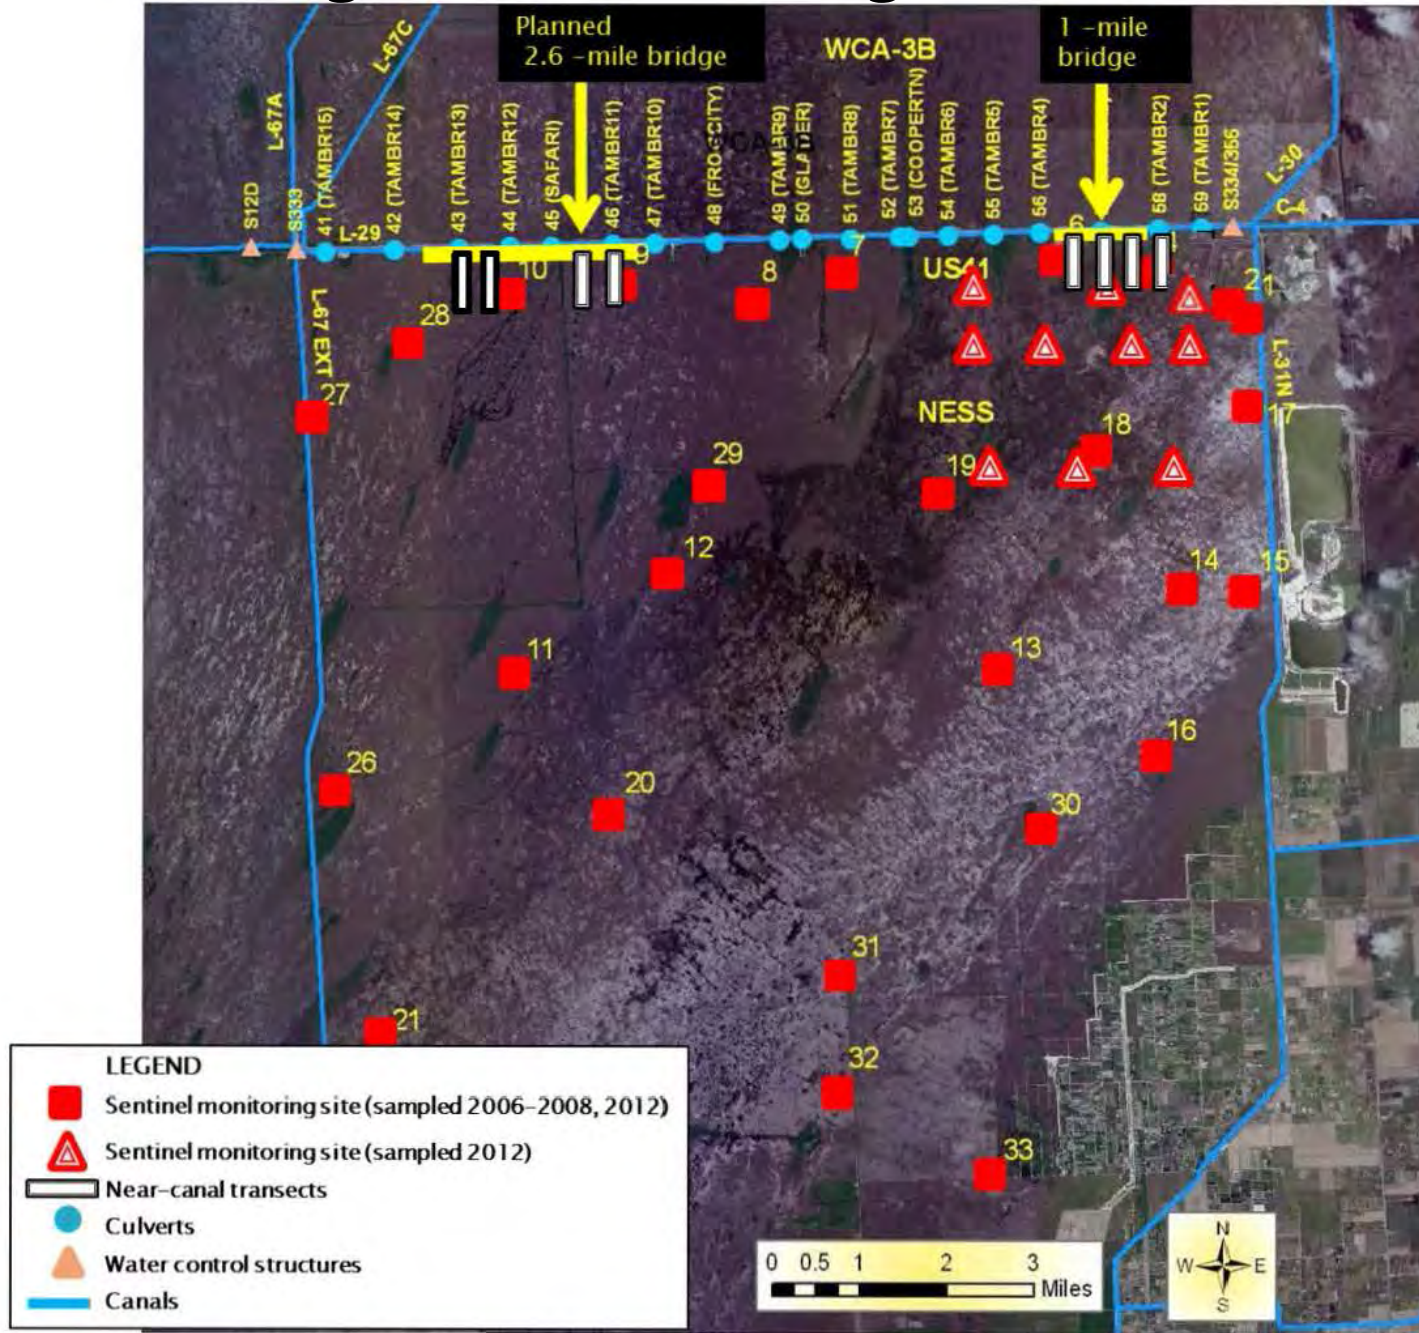 Planned
2.6 -mile bridge
1 -mile
bridge
WCA-3B
WCA-3B
L-67A
L-67C
S12D
S333
41 (TAMBR15)
L-29
42 (TAMBR14)
43 (TAMBR13)
44 (TAMBR12)
45 (SAFARI)
46 (TAMBR11)
47 (TAMBR10)
48 (FROGCITY)
49 (TAMBR9)
50 (GLADER)
51 (TAMBR8)
52 (TAMBR7)
53 (COOPERTN)
54 (TAMBR6)
55 (TAMBR5)
56 (TAMBR4)
58 (TAMBR2)
59 (TAMBR1)
S334/356
L-30
C-4
10
9
8
7
US41
6
21
28
L-67 EXT
27
L-31N
17
NESS
18
29
19
12
14
15
11
13
16
26
20
30
31
21
32
33
LEGEND
Sentinel monitoring site (sampled 2006-2008, 2012)
Sentinel monitoring site (sampled 2012)
Near-canal transects
Culverts
Water control structures
Canals
0 0.5 1 2 3
Miles
N
W E
S